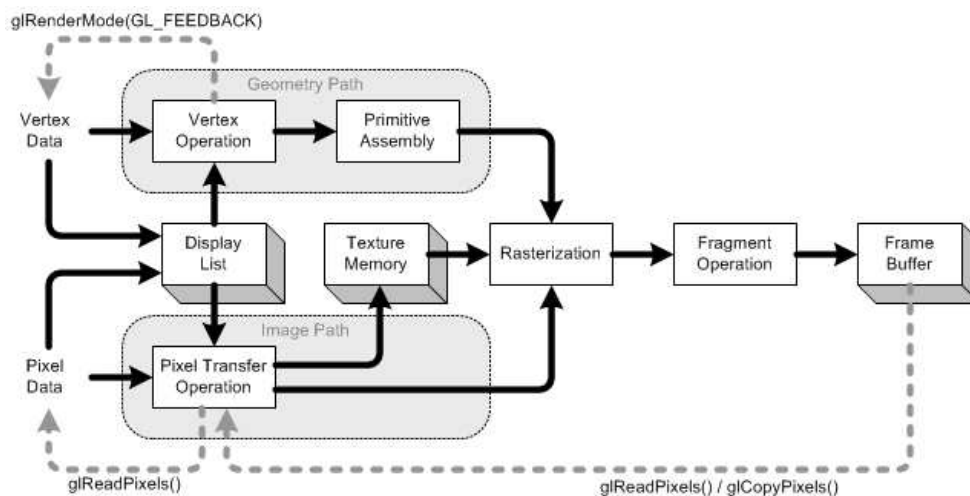 glRenderMode(GL_FEEDBACK)
Geometry Path
Vertex
Data
Vertex
Operation
Primitive
Assembly
Display
List
Texture
Memory
Rasterization
Fragment
Operation
Frame
Buffer
Image Path
Pixel
Data
Pixel Transfer
Operation
glReadPixels()
glReadPixels() / glCopyPixels()